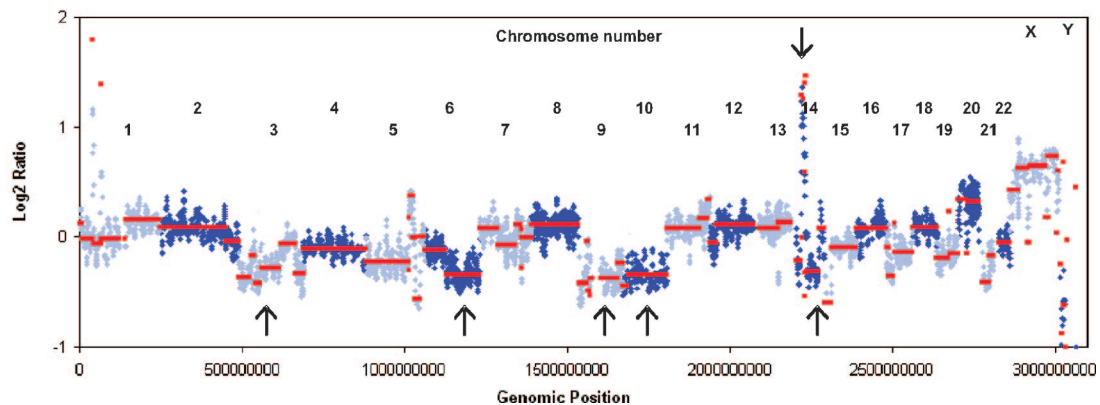 2
Chromosome number
X Y
1
2 4 6 8 10 12 14 16 18 20 22
1 3 5 7 9 11 13 15 17 19 21
Log2 Ratio
0
-1
0 500000000 1000000000 1500000000 2000000000 2500000000 3000000000
Genomic Position